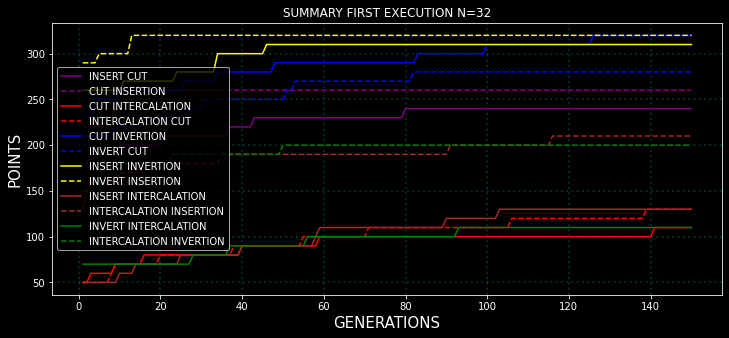 SUMMARY FIRST EXECUTION N=32
POINTS
300
250
200
150
100
50
INSERT CUT
CUT INSERTION
CUT INTERCALATION
INTERCALATION CUT
CUT INVERTION
INVERT CUT
INSERT INVERTION
INVERT INSERTION
INSERT INTERCALATION
INTERCALATION INSERTION
INVERT INTERCALATION
INTERCALATION INVERTION
0 20 40 60 80 100 120 140
GENERATIONS